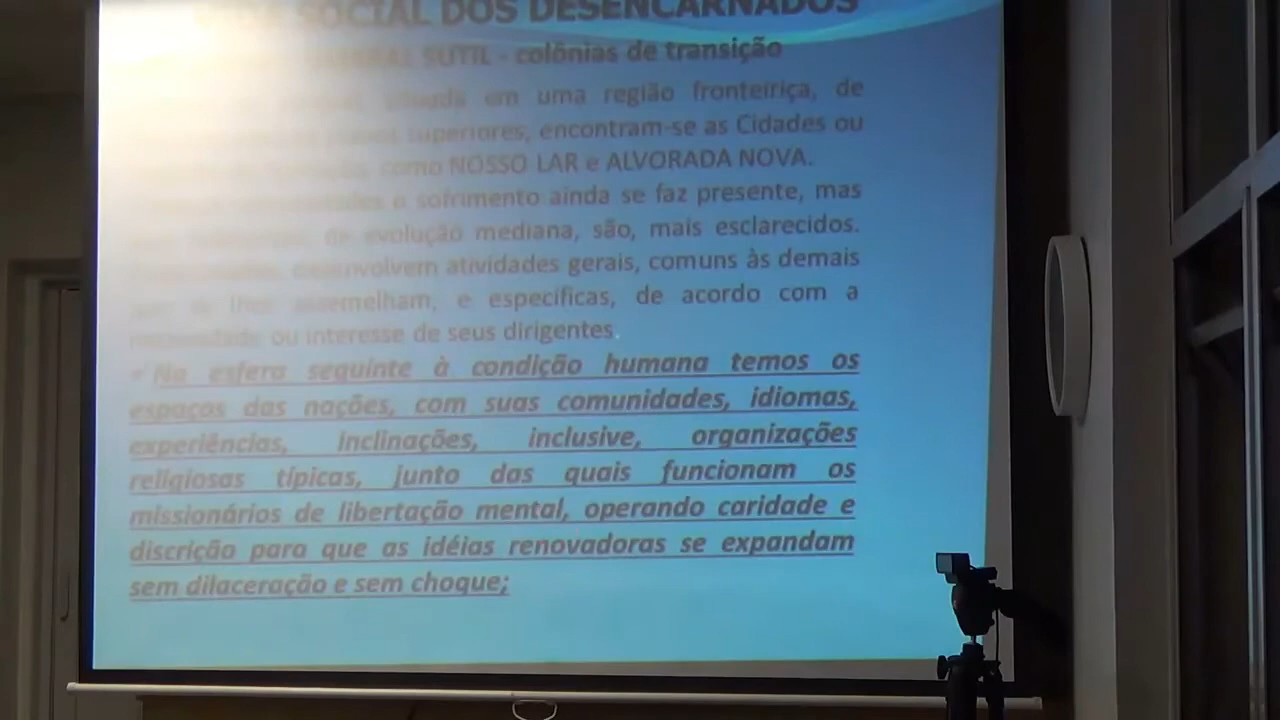 SOCIAL DOS DESENCARNADOS
SUTIL - colônias de transição
em uma região fronteiriça, de
superiores, encontram-se as Cidades ou
como NOSSO LAR e ALVORADA NOVA.
o sofrimento ainda se faz presente, mas
de evolução mediana, são, mais esclarecidos.
desenvolvem atividades gerais, comuns às demais
que se lhes assemelham, e específicas, de acordo com a
necessidade ou interesse de seus dirigentes.
Na esfera seguinte à condição humana temos os
espaços das nações, com suas comunidades, idiomas,
experiências, inclinações, inclusive, organizações
religiosas típicas, junto das quais funcionam os
missionários de libertação mental, operando caridade e
discrição para que as idéias renovadoras se expandam
sem dilaceração e sem choque;